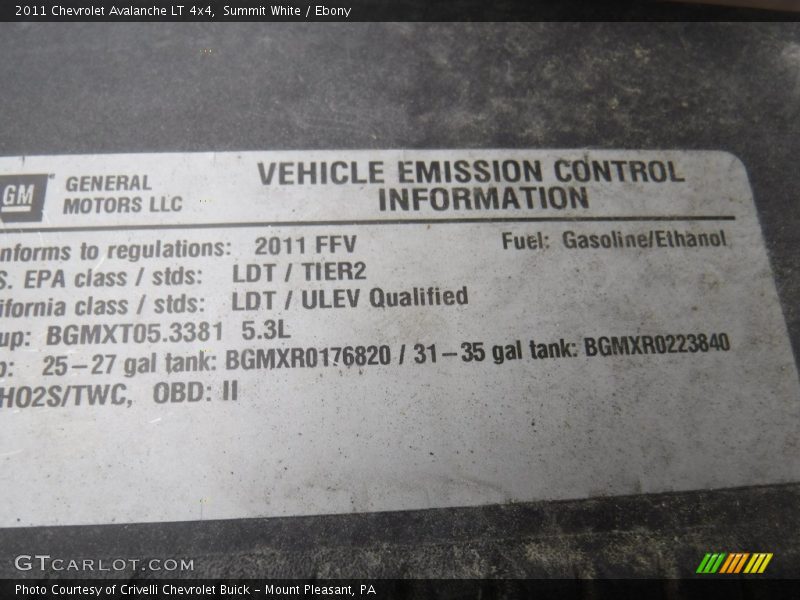 2011 Chevrolet Avalanche LT 4x4, Summit White / Ebony
GM
GENERAL
MOTORS LLC
VEHICLE EMISSION CONTROL
INFORMATION
nforms to regulations: 2011 FFV
Fuel: Gasoline/Ethanol
S. EPA class / stds: LDT / TIER2
ifornia class / stds: LDT / ULEV Qualified
up: BGMXT05.3381 5.3L
p: 25-27 gal tank: BGMXR0176820 / 31-35 gal tank: BGMXR0223840
HO2S/TWC, OBD: II
GTCARLOT.COM
Photo Courtesy of Crivelli Chevrolet Buick - Mount Pleasant, PA